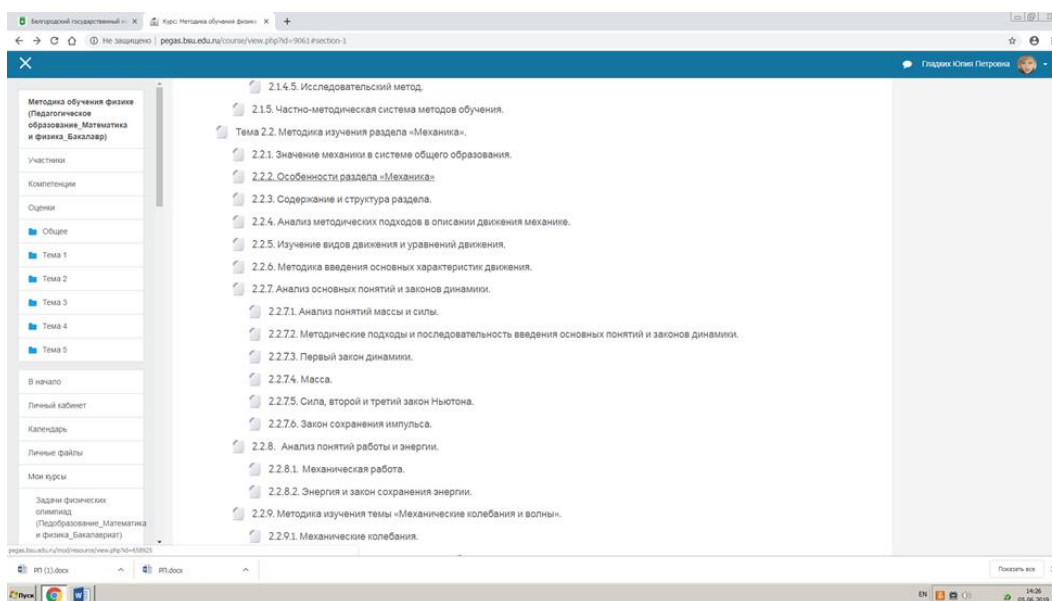 Белгородский государственный
Курс: Методика обучения физике
Не защищено | pegas.bsu.edu.ru/course/view.php?id=9061#section-1
Гладких Юлия Петровна
Методика обучения физике
(Педагогическое
образование_Математика
и физика_Бакалавр)
Участники
Компетенции
Оценки
Общее
Тема 1
Тема 2
Тема 3
Тема 4
Тема 5
В начало
Личный кабинет
Календарь
Личные файлы
Мои курсы
Задачи физических
олимпиад
(Педобразование_Математика
и физика_Бакалавриат)
2.1.4.5. Исследовательский метод.
2.1.5. Частно-методическая система методов обучения.
Тема 2.2. Методика изучения раздела «Механика».
2.2.1. Значение механики в системе общего образования.
2.2.2. Особенности раздела «Механика»
2.2.3. Содержание и структура раздела.
2.2.4. Анализ методических подходов в описании движения механике.
2.2.5. Изучение видов движения и уравнений движения.
2.2.6. Методика введения основных характеристик движения.
2.2.7. Анализ основных понятий и законов динамики.
2.2.7.1. Анализ понятий массы и силы.
2.2.7.2. Методические подходы и последовательность введения основных понятий и законов динамики.
2.2.7.3. Первый закон динамики.
2.2.7.4. Масса.
2.2.7.5. Сила, второй и третий закон Ньютона.
2.2.7.6. Закон сохранения импульса.
2.2.8. Анализ понятий работы и энергии.
2.2.8.1. Механическая работа.
2.2.8.2. Энергия и закон сохранения энергии.
2.2.9. Методика изучения темы «Механические колебания и волны».
2.2.9.1. Механические колебания.
pegas.bsu.edu.ru/mod/resource/view.php?id=658925
РП (1).docx
РП.docx
Показать все
Пуск
EN
14:26
05.06.2019